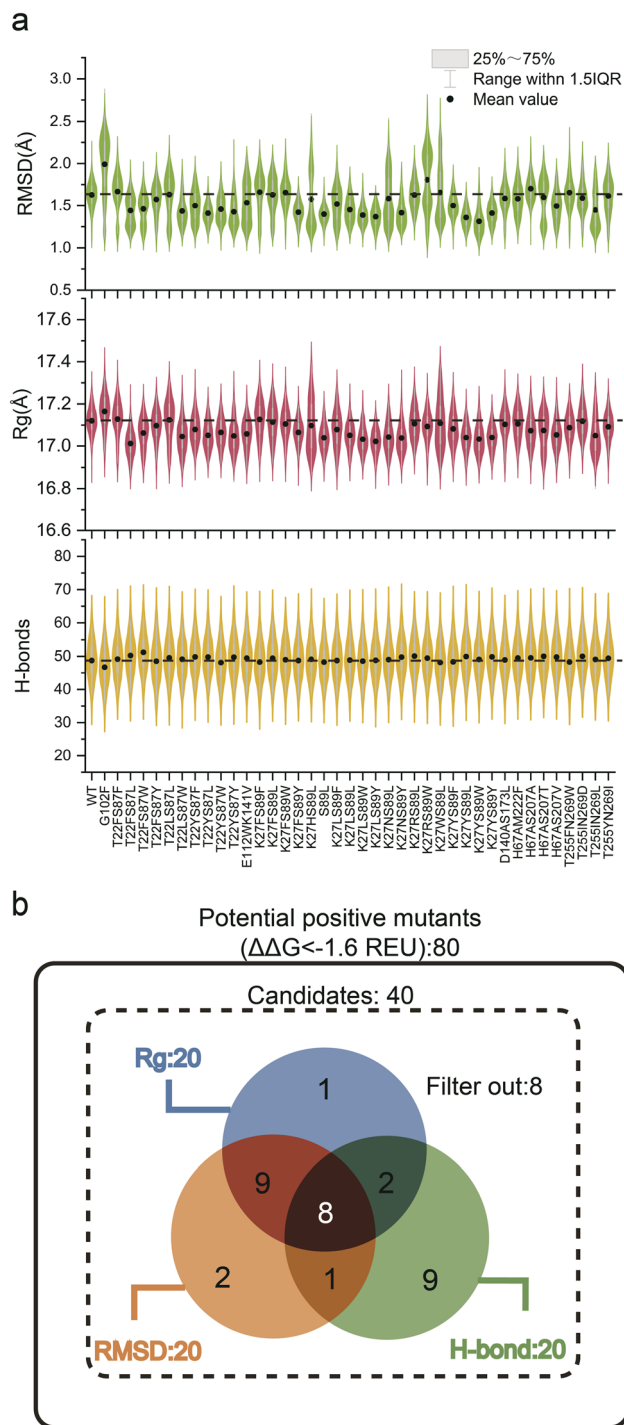 a
25%～75%
Range withn 1.5IQR
Mean value
RMSD(Å)
3.0
2.5
2.0
1.5
1.0
0.5
Rg(Å)
17.6
17.4
17.2
17.0
16.8
16.6
H-bonds
80
70
60
50
40
30
20
WT
G102F
T22FS87F
T22FS87L
T22FS87W
T22FS87Y
T22LS87L
T22LS87W
T22YS87F
T22YS87L
T22YS87W
T22YS87Y
E112WK141V
K27FS89F
K27FS89L
K27FS89W
K27FS89Y
K27HS89L
S89L
K27LS89F
K27LS89L
K27LS89W
K27LS89Y
K27NS89L
K27NS89Y
K27RS89L
K27RS89W
K27WS89L
K27YS89F
K27YS89L
K27YS89W
K27YS89Y
D140AS173L
H67AM222F
H67AS207A
H67AS207T
H67AS207V
T255FN269W
T255IN269D
T255IN269L
T255YN269I
b
Potential positive mutants
(ΔΔG<-1.6 REU):80
Candidates: 40
Rg:20
1
Filter out:8
9
2
8
2
1
9
RMSD:20
H-bond:20